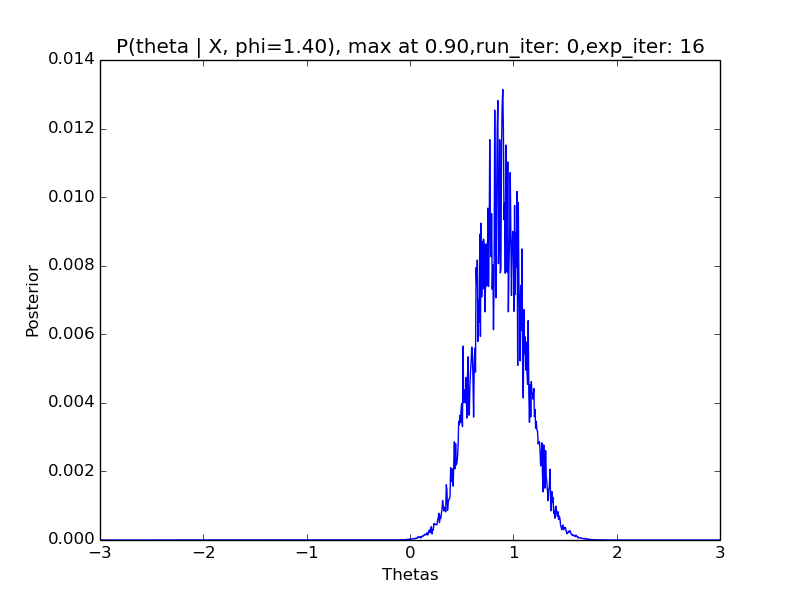 P(theta | X, phi=1.40), max at 0.90,run_iter: 0,exp_iter: 16
0.014
0.012
0.010
0.008
0.006
0.004
0.002
0.000
Posterior
−3 −2 −1 0 1 2 3
Thetas